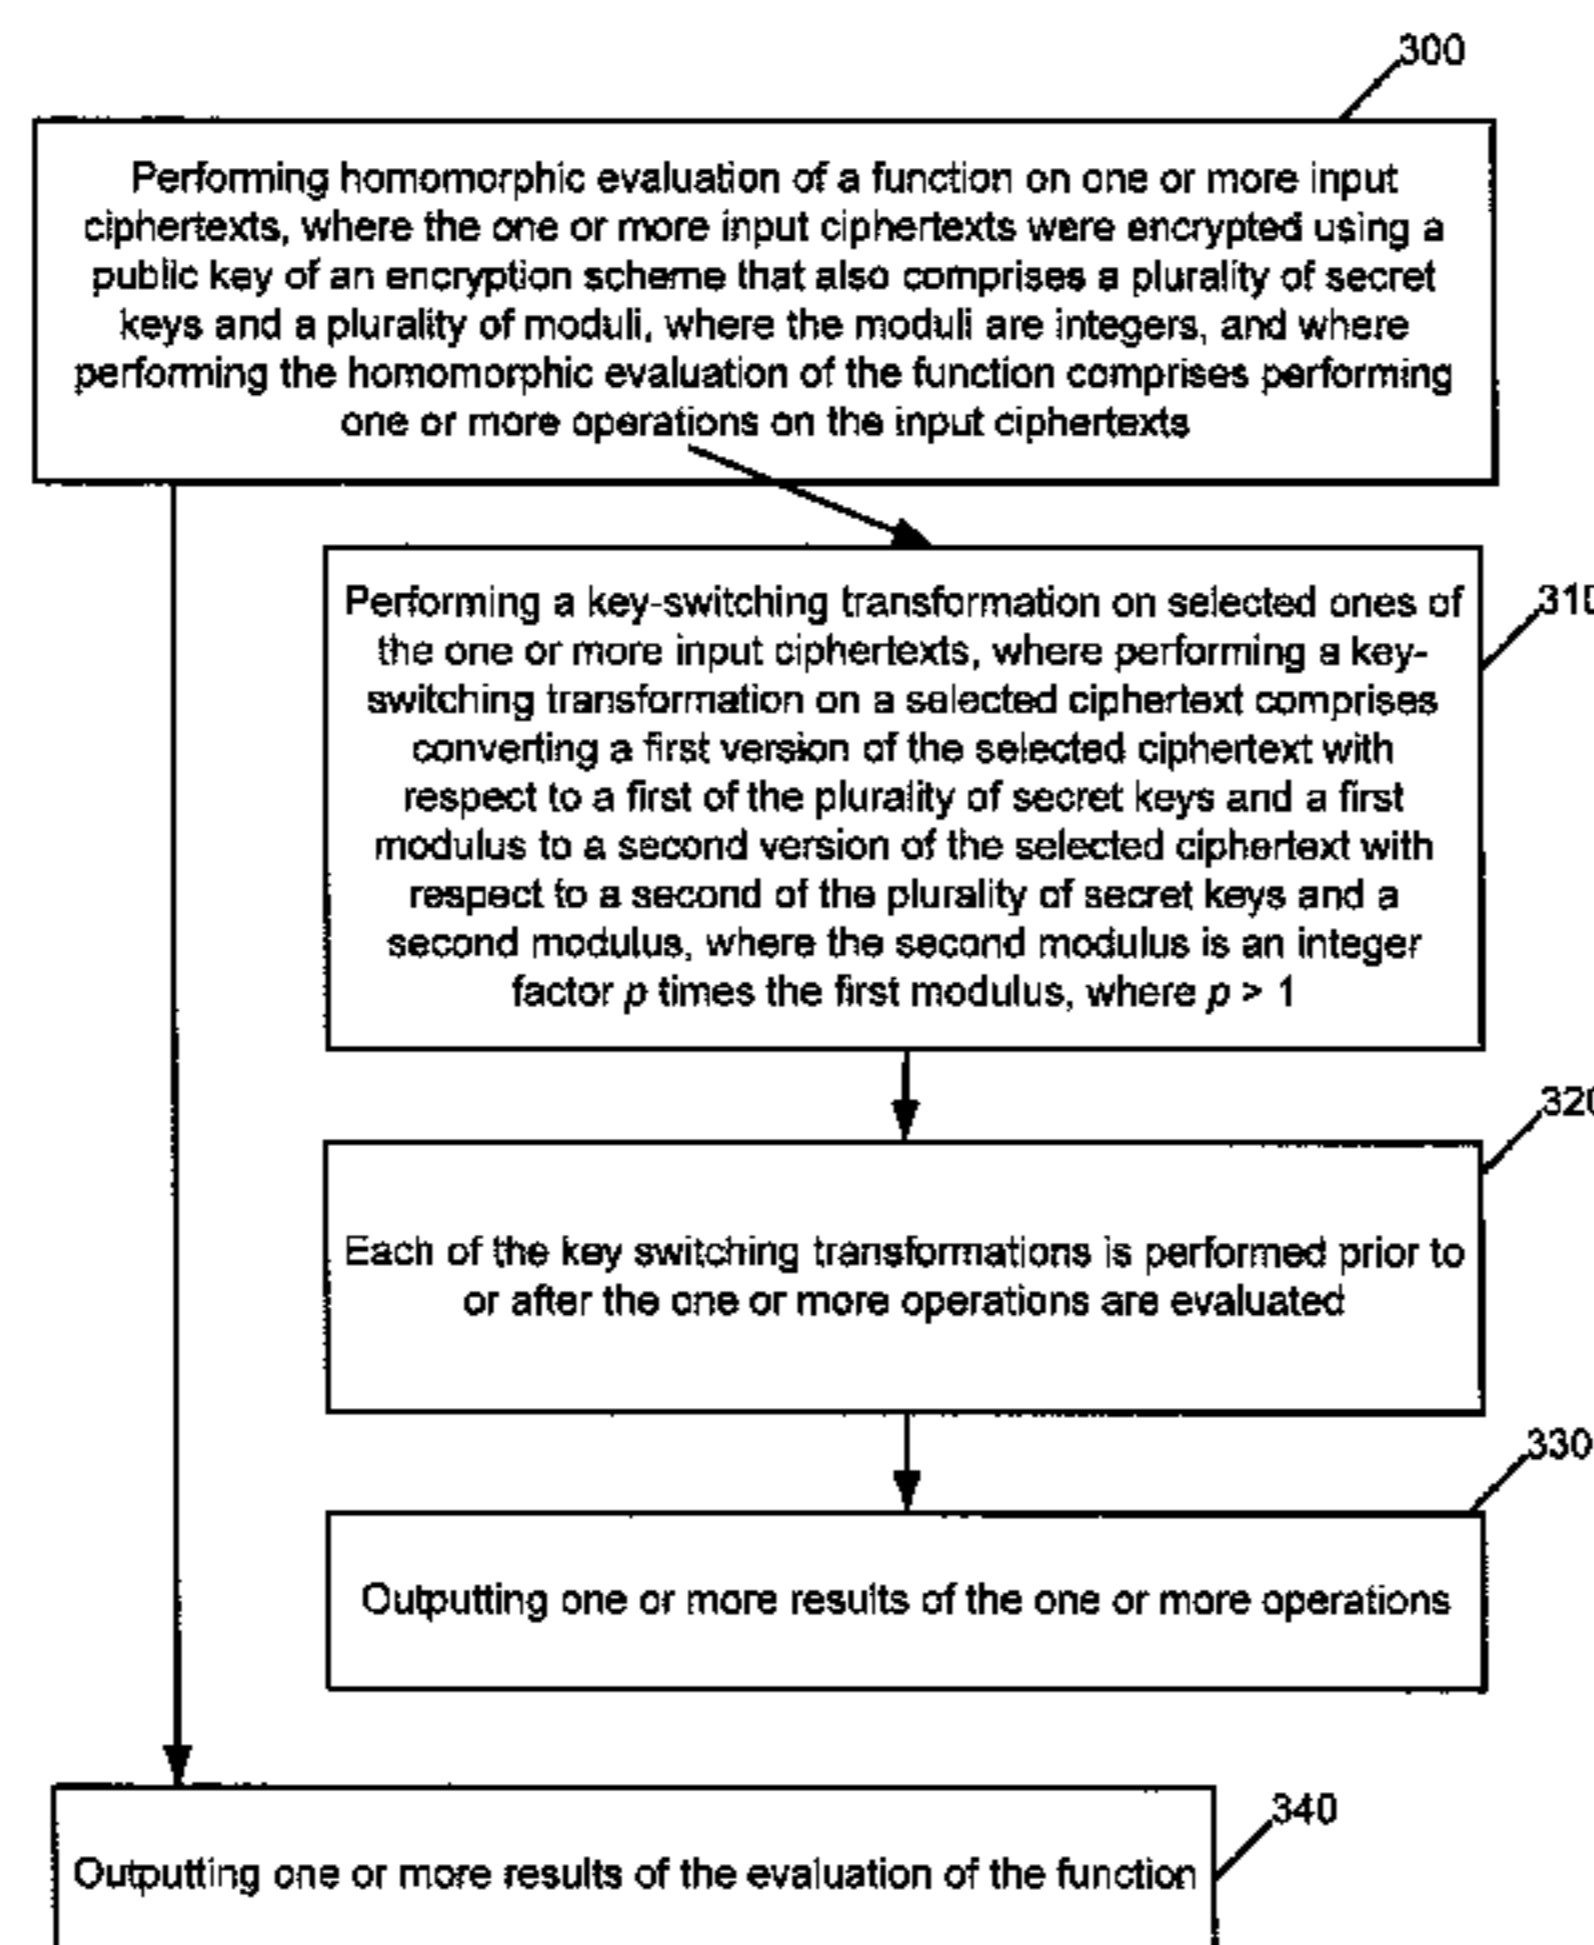 300
Performing homomorphic evaluation of a function on one or more input
ciphertexts, where the one or more input ciphertexts were encrypted using a
public key of an encryption scheme that also comprises a plurality of secret
keys and a plurality of moduli, where the moduli are integers, and where
performing the homomorphic evaluation of the function comprises performing
one or more operations on the input ciphertexts
310
Performing a key-switching transformation on selected ones of
the one or more input ciphertexts, where performing a key-
switching transformation on a selected ciphertext comprises
converting a first version of the selected ciphertext with
respect to a first of the plurality of secret keys and a first
modulus to a second version of the selected ciphertext with
respect to a second of the plurality of secret keys and a
second modulus, where the second modulus is an integer
factor p times the first modulus, where p > 1
320
Each of the key switching transformations is performed prior to
or after the one or more operations are evaluated
330
Outputting one or more results of the one or more operations
340
Outputting one or more results of the evaluation of the function